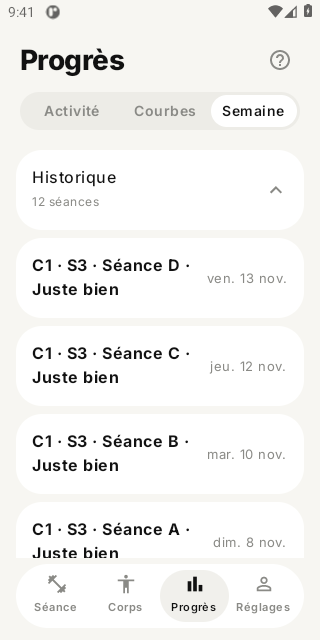 9:41
Progrès
Activité
Courbes
Semaine
Historique
12 séances
C1 · S3 · Séance D ·
Juste bien
ven. 13 nov.
C1 · S3 · Séance C ·
Juste bien
jeu. 12 nov.
C1 · S3 · Séance B ·
Juste bien
mar. 10 nov.
C1 · S3 · Séance A ·
Juste bien
dim. 8 nov.
Séance
Corps
Progrès
Réglages